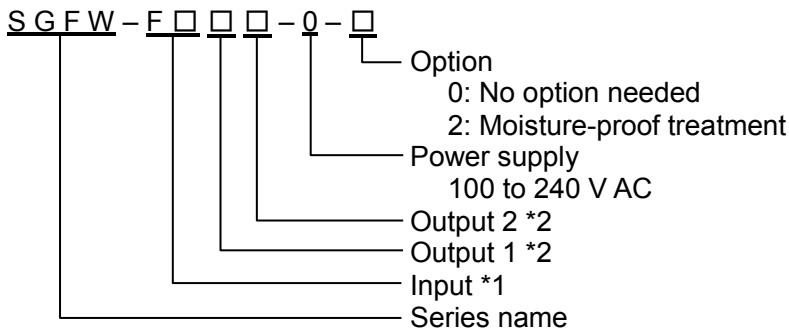 S G F W – F □ □ □ – 0 – □
Option
0: No option needed
2: Moisture-proof treatment
Power supply
100 to 240 V AC
Output 2 *2
Output 1 *2
Input *1
Series name